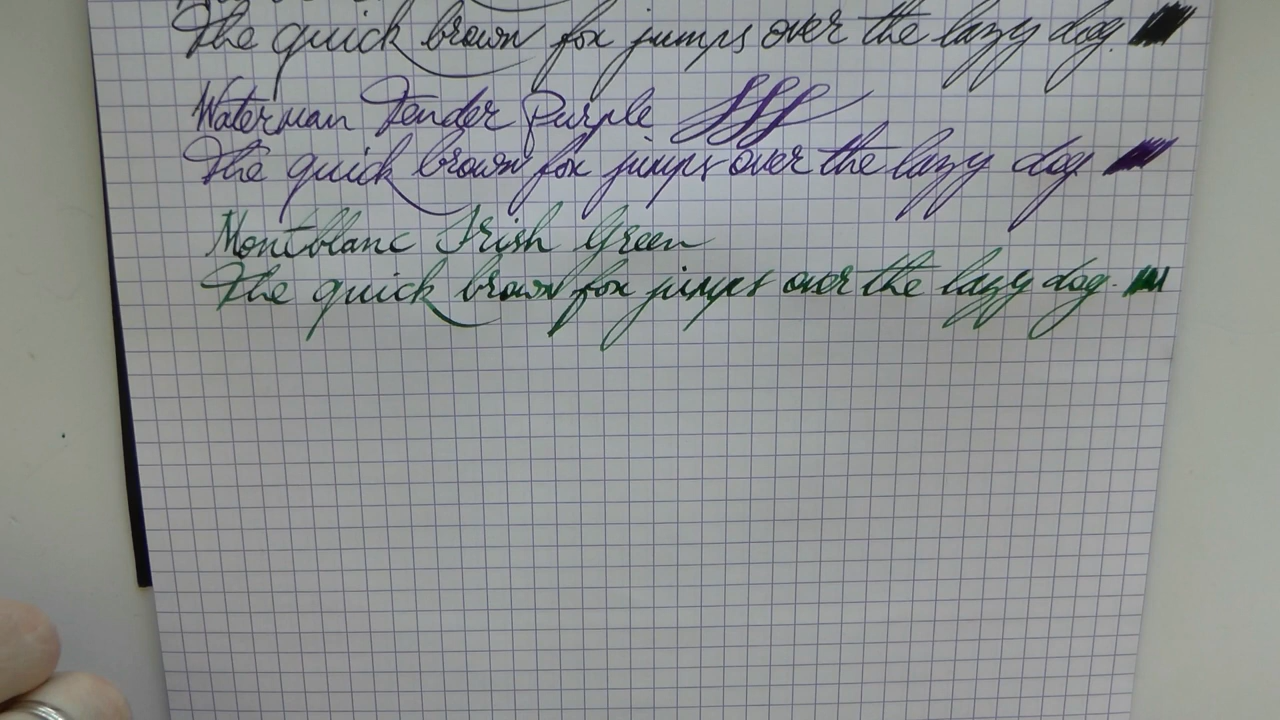 The quick brown fox jumps over the lazy dog.
Waterman Tender Purple
The quick brown fox jumps over the lazy dog
Montblanc Irish Green
The quick brown fox jumps over the lazy dog.